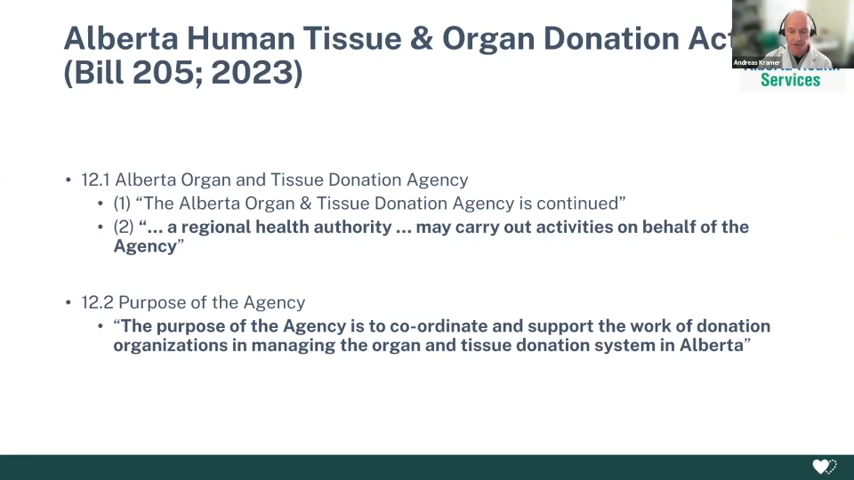 Alberta Human Tissue & Organ Donation Act
(Bill 205; 2023)
Andreas Kramer
Services
• 12.1 Alberta Organ and Tissue Donation Agency
• (1) “The Alberta Organ & Tissue Donation Agency is continued”
• (2) “... a regional health authority ... may carry out activities on behalf of the
Agency”
• 12.2 Purpose of the Agency
• “The purpose of the Agency is to co-ordinate and support the work of donation
organizations in managing the organ and tissue donation system in Alberta”